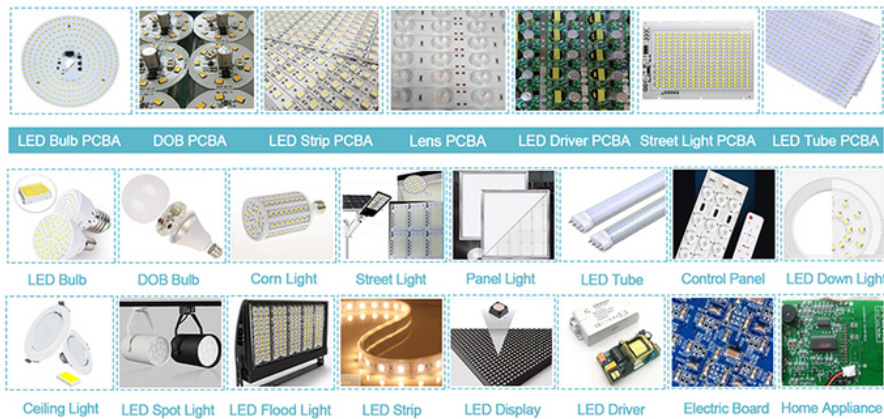 LED Bulb PCBA DOB PCBA LED Strip PCBA Lens PCBA LED Driver PCBA Street Light PCBA LED Tube PCBA
LED Bulb DOB Bulb Corn Light Street Light Panel Light LED Tube Control Panel LED Down Light
Ceiling Light LED Spot Light LED Flood Light LED Strip LED Display LED Driver Electric Board Home Appliance